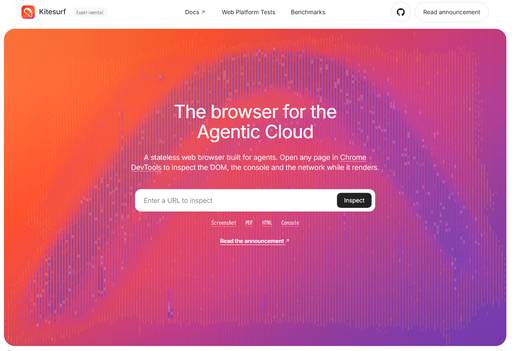 Kitesurf Experimental Docs ↗ Web Platform Tests Benchmarks Read announcement
The browser for the
Agentic Cloud
A stateless web browser built for agents. Open any page in Chrome
DevTools to inspect the DOM, the console and the network while it renders.
Enter a URL to inspect Inspect
Screenshot PDF HTML Console
Read the announcement ↗